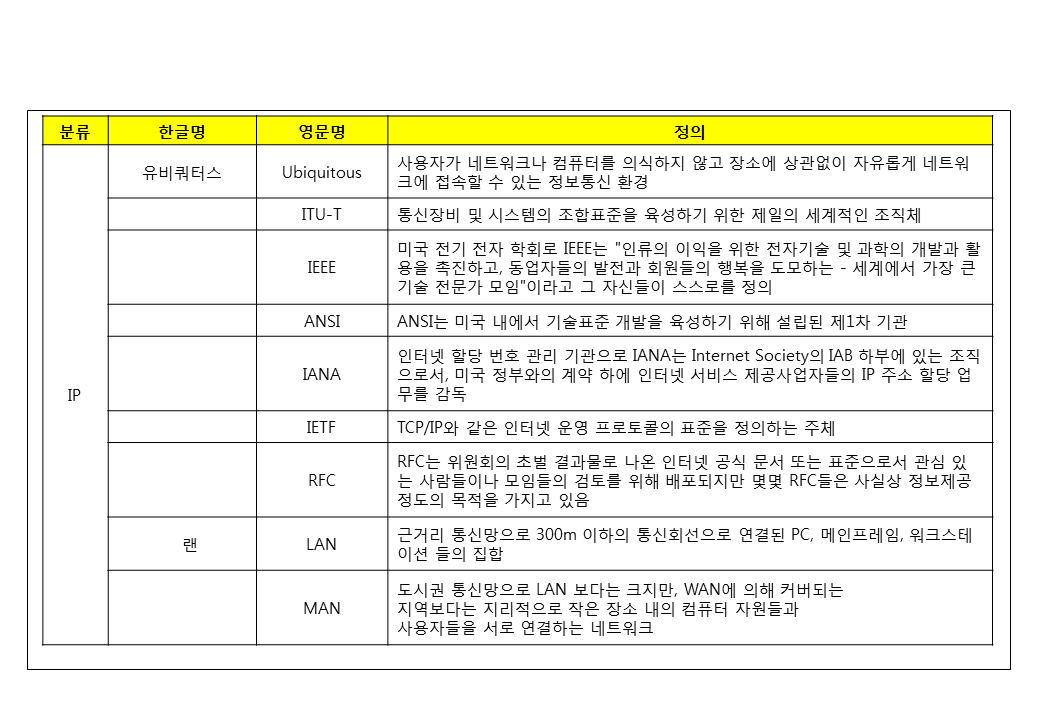 분류 한글명 영문명 정의
유비쿼터스 Ubiquitous 사용자가 네트워크나 컴퓨터를 의식하지 않고 장소에 상관없이 자유롭게 네트워
크에 접속할 수 있는 정보통신 환경
ITU-T 통신장비 및 시스템의 조합표준을 육성하기 위한 제일의 세계적인 조직체
미국 전기 전자 학회로 IEEE는 "인류의 이익을 위한 전자기술 및 과학의 개발과 활
IEEE 용을 촉진하고, 동업자들의 발전과 회원들의 행복을 도모하는 - 세계에서 가장 큰
기술 전문가 모임"이라고 그 자신들이 스스로를 정의
ANSI ANSI는 미국 내에서 기술표준 개발을 육성하기 위해 설립된 제1차 기관
인터넷 할당 번호 관리 기관으로 IANA는 Internet Society의 IAB 하부에 있는 조직
IANA 으로서, 미국 정부와의 계약 하에 인터넷 서비스 제공사업자들의 IP 주소 할당 업
무를 감독
IP
IETF TCP/IP와 같은 인터넷 운영 프로토콜의 표준을 정의하는 주체
RFC는 위원회의 초벌 결과물로 나온 인터넷 공식 문서 또는 표준으로서 관심 있
RFC 는 사람들이나 모임들의 검토를 위해 배포되지만 몇몇 RFC들은 사실상 정보제공
정도의 목적을 가지고 있음
랜 LAN 근거리 통신망으로 300m 이하의 통신회선으로 연결된 PC, 메인프레임, 워크스테
이션 들의 집합
도시권 통신망으로 LAN 보다는 크지만, WAN에 의해 커버되는
MAN 지역보다는 지리적으로 작은 장소 내의 컴퓨터 자원들과
사용자들을 서로 연결하는 네트워크